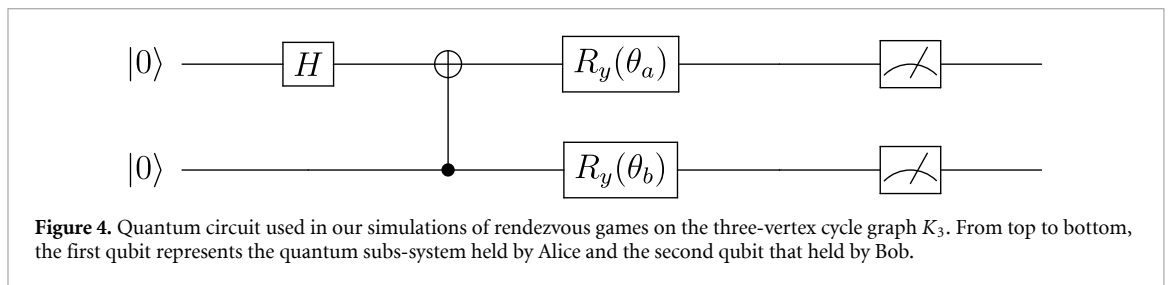 |0⟩ H R_y(θ_a)
|0⟩ R_y(θ_b)
Figure 4. Quantum circuit used in our simulations of rendezvous games on the three-vertex cycle graph K_3. From top to bottom,
the first qubit represents the quantum subs-system held by Alice and the second qubit that held by Bob.